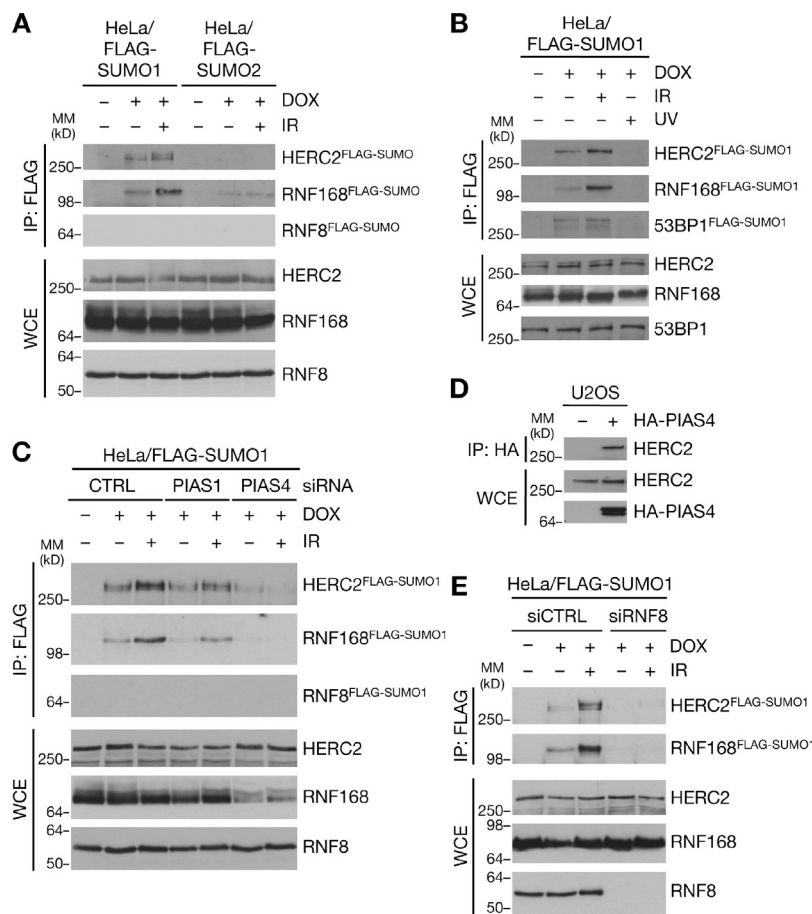 A
HeLa/ FLAG- SUMO1
HeLa/ FLAG- SUMO2
– + + – + + DOX
– – + – – + IR
MM (kD)
IP: FLAG
250– HERC2FLAG-SUMO
98– RNF168FLAG-SUMO
64– RNF8FLAG-SUMO
WCE
250– HERC2
64– RNF168
64–
50– RNF8
B
HeLa/
FLAG-SUMO1
– + + + DOX
– – + – IR
– – – + UV
MM (kD)
IP: FLAG
250– HERC2FLAG-SUMO1
98– RNF168FLAG-SUMO1
250– 53BP1FLAG-SUMO1
WCE
250– HERC2
64– RNF168
250– 53BP1
C
HeLa/FLAG-SUMO1
CTRL PIAS1 PIAS4 siRNA
– + + + + + + DOX
– – + – + – + IR
MM (kD)
IP: FLAG
250– HERC2FLAG-SUMO1
98– RNF168FLAG-SUMO1
64– RNF8FLAG-SUMO1
WCE
250– HERC2
64– RNF168
64–
50– RNF8
D
U2OS
– + HA-PIAS4
MM (kD)
IP: HA
250– HERC2
WCE
250– HERC2
64– HA-PIAS4
E
HeLa/FLAG-SUMO1
siCTRL siRNF8
– + + + + DOX
– – + – + IR
MM (kD)
IP: FLAG
250– HERC2FLAG-SUMO1
98– RNF168FLAG-SUMO1
WCE
250– HERC2
98–
64– RNF168
64–
50– RNF8